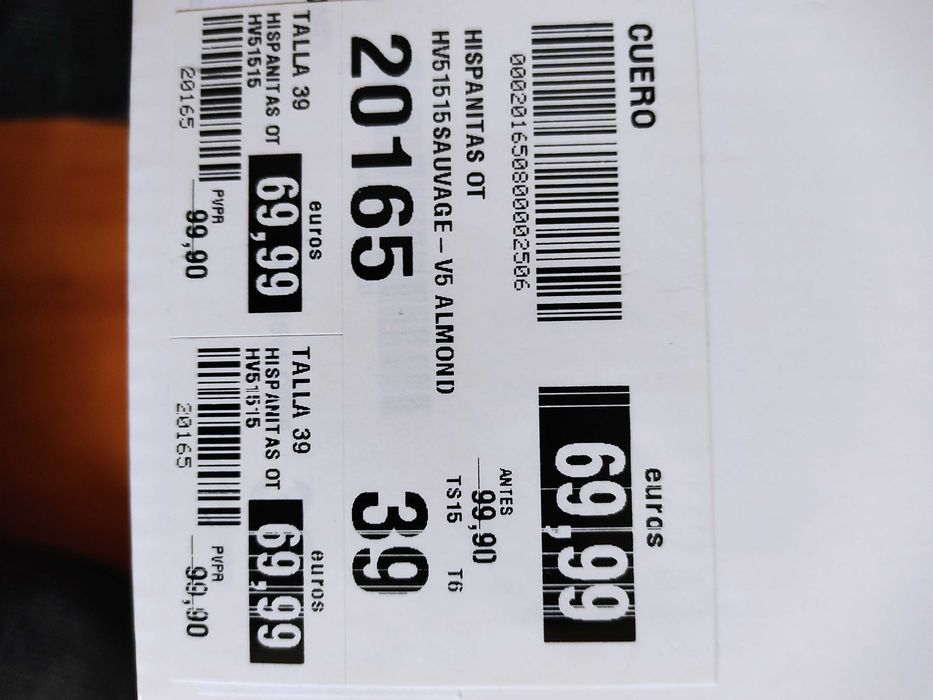 CUERO
0002016508000002506
euros
69,99
HISPANITAS OT
HV51515SAUVAGE-V5 ALMOND
ANTES
99,90
TS15 T6
20165
39
TALLA 39
HISPANITAS OT
HV51515
20165
euros
69,99
PVPR
99,90
TALLA 39
HISPANITAS OT
HV51515
20165
euros
69,99
PVPR
99,90